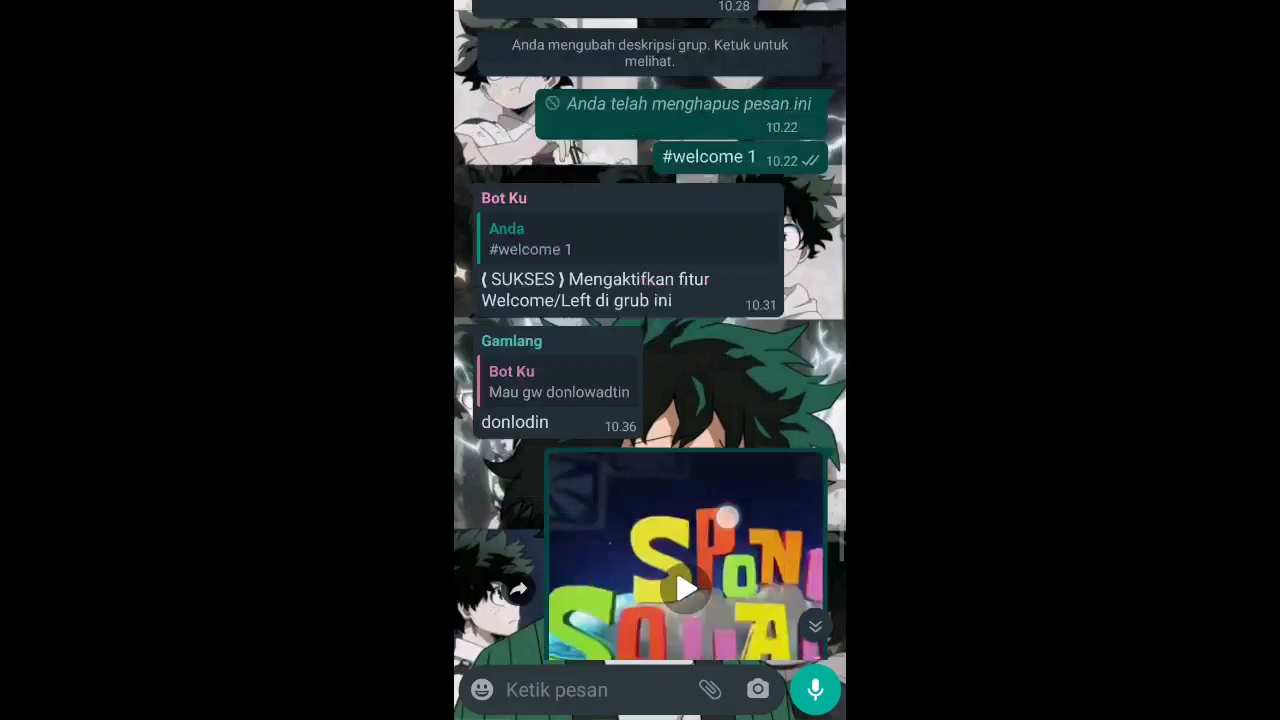 10.28
Anda mengubah deskripsi grup. Ketuk untuk
melihat.
Anda telah menghapus pesan ini
10.22
#welcome 1 10.22
Bot Ku
Anda
#welcome 1
❪ SUKSES ❫ Mengaktifkan fitur
Welcome/Left di grub ini 10.31
Gamlang
Bot Ku
Mau gw donlowadtin
donlodin 10.36
SPON
SQUA
Ketik pesan